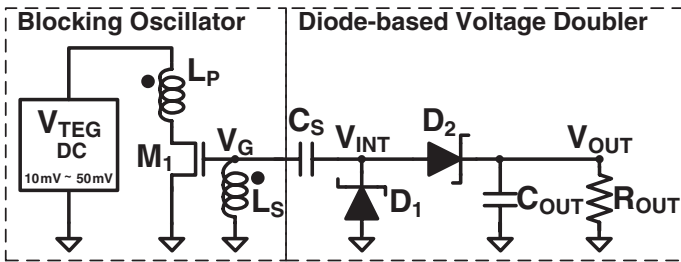 Blocking Oscillator
Diode-based Voltage Doubler
LP
VTEG
DC
10mV ~ 50mV
M1
VG
LS
CS
VINT
D1
D2
VOUT
COUT
ROUT